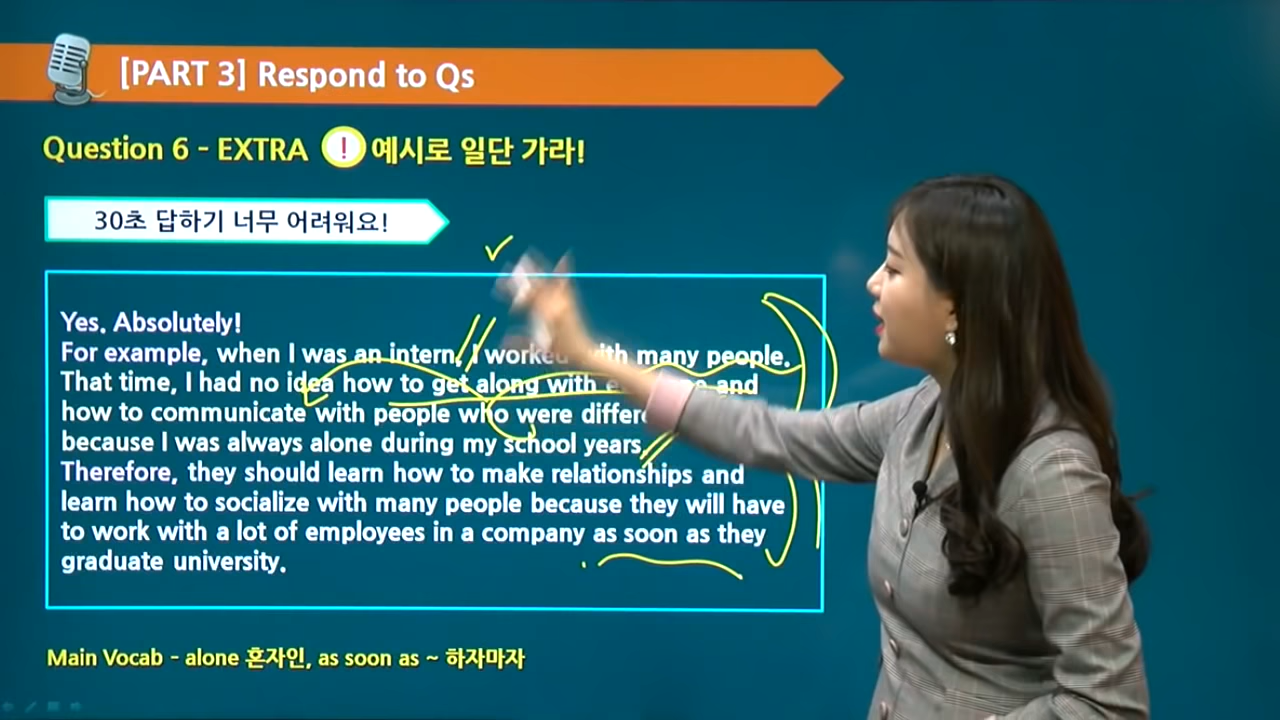 [PART 3] Respond to Qs
Question 6 - EXTRA ! 예시로 일단 가라!
30초 답하기 너무 어려워요!
Yes. Absolutely!
For example, when I was an intern, I worked with many people.
That time, I had no idea how to get along with and
how to communicate with people who were
because I was always alone during my school years.
Therefore, they should learn how to make relationships and
learn how to socialize with many people because they will have
to work with a lot of employees in a company as soon as they
graduate university.
Main Vocab - alone 혼자인, as soon as ~ 하자마자